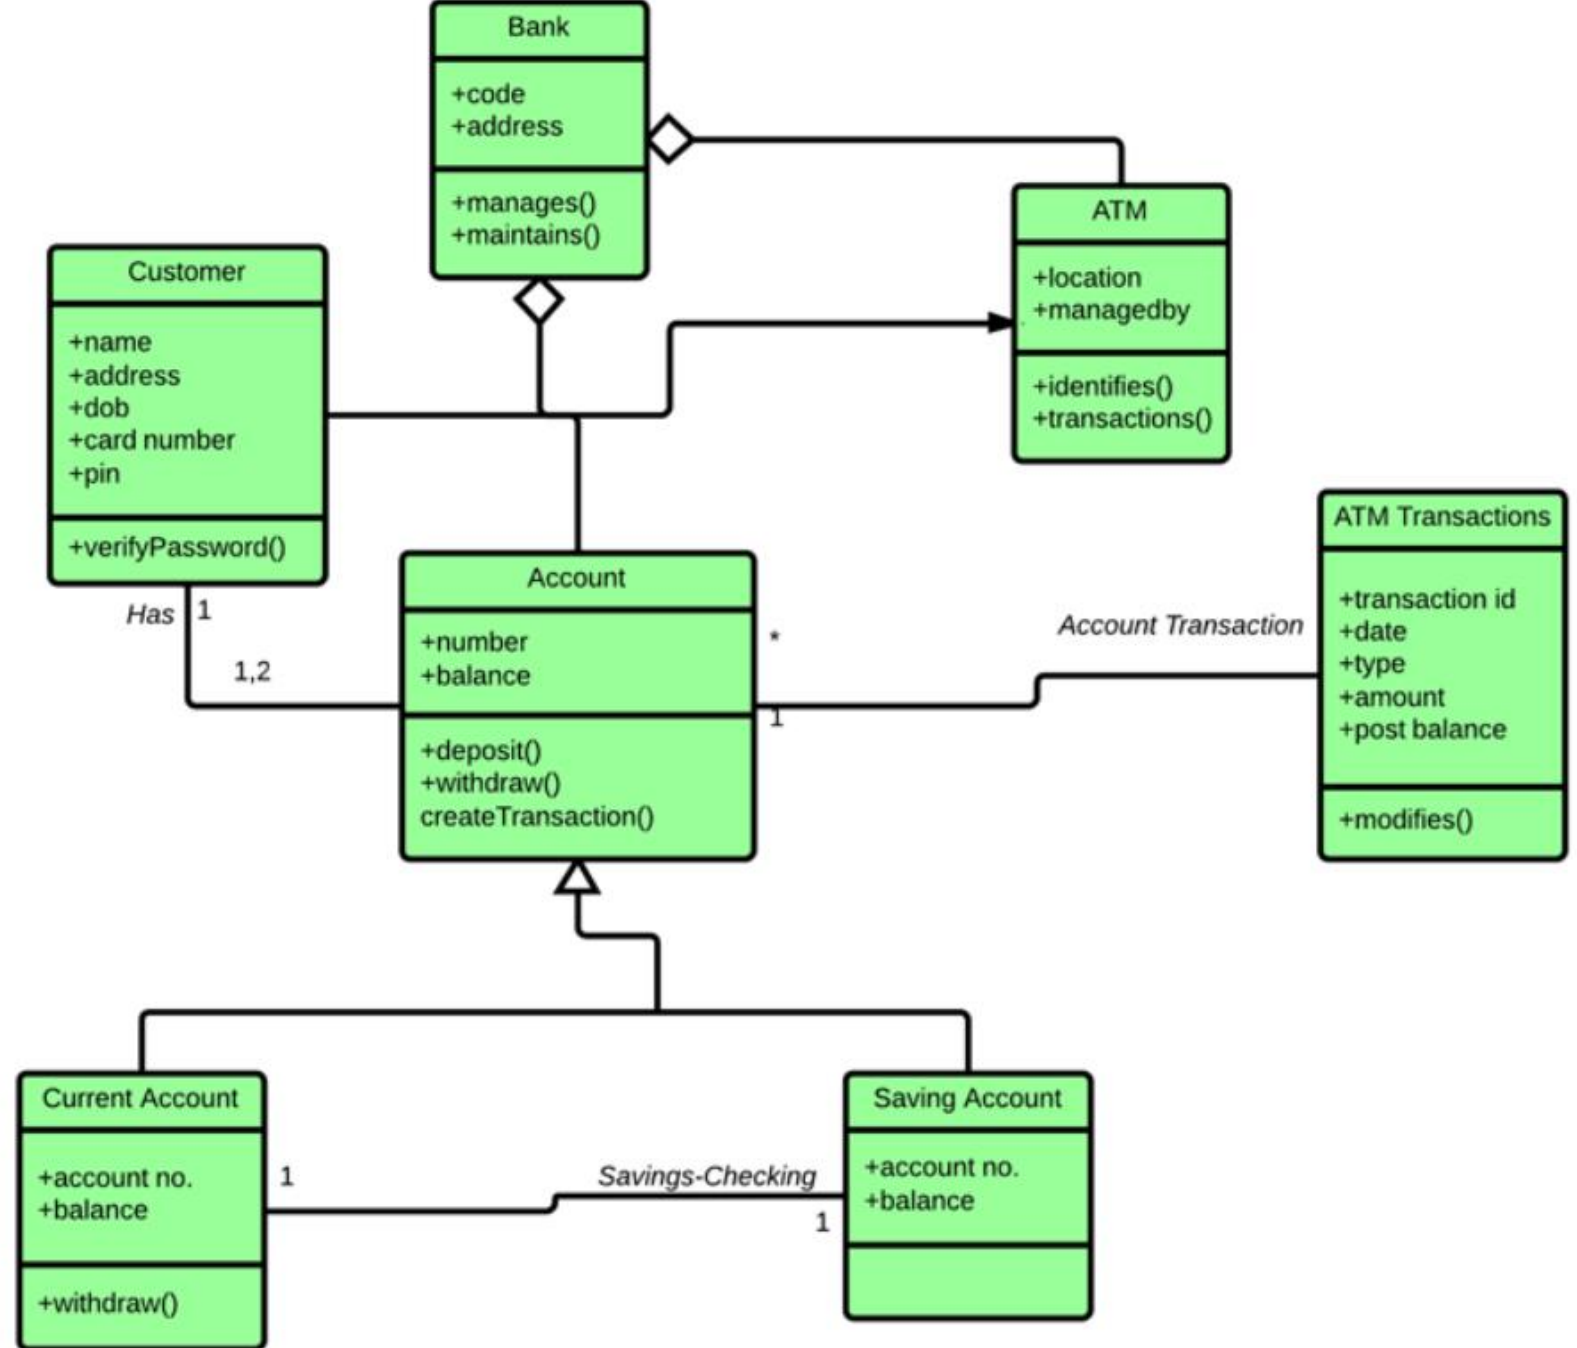 Bank
+code
+address
+manages()
+maintains()
ATM
+location
+managedby
+identifies()
+transactions()
Customer
+name
+address
+dob
+card number
+pin
+verifyPassword()
Has
1
1,2
Account
+number
+balance
+deposit()
+withdraw()
createTransaction()
*
1
Account Transaction
ATM Transactions
+transaction id
+date
+type
+amount
+post balance
+modifies()
Current Account
+account no.
+balance
+withdraw()
1
Savings-Checking
1
Saving Account
+account no.
+balance